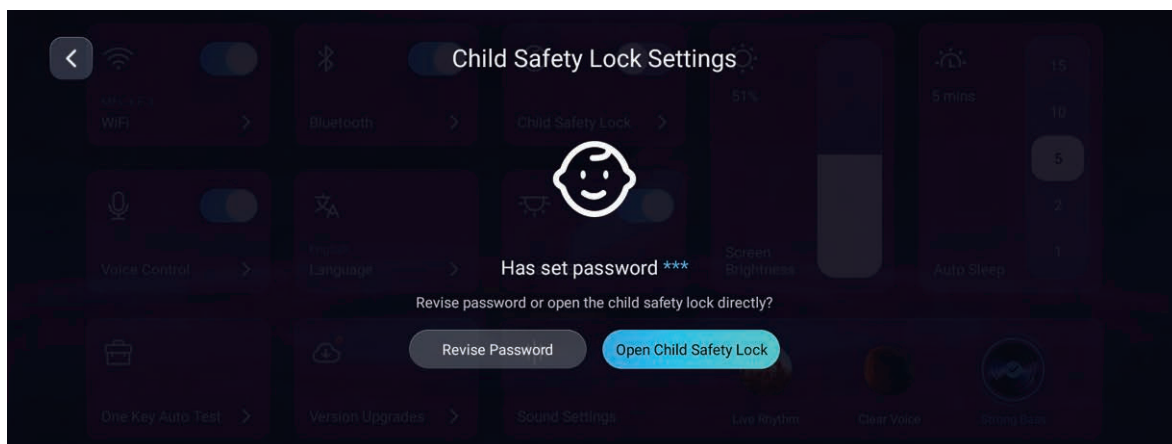 Child Safety Lock Settings
WiFi
Bluetooth
Child Safety Lock
51%
5 mins
15
10
5
2
1
Has set password ***
Voice Control
Language
Screen
Brightness
Auto Sleep
Revise password or open the child safety lock directly?
Revise Password
Open Child Safety Lock
One Key Auto Test
Version Upgrades
Sound Settings
Live Rhythm
Clear Voice
Strong Bass